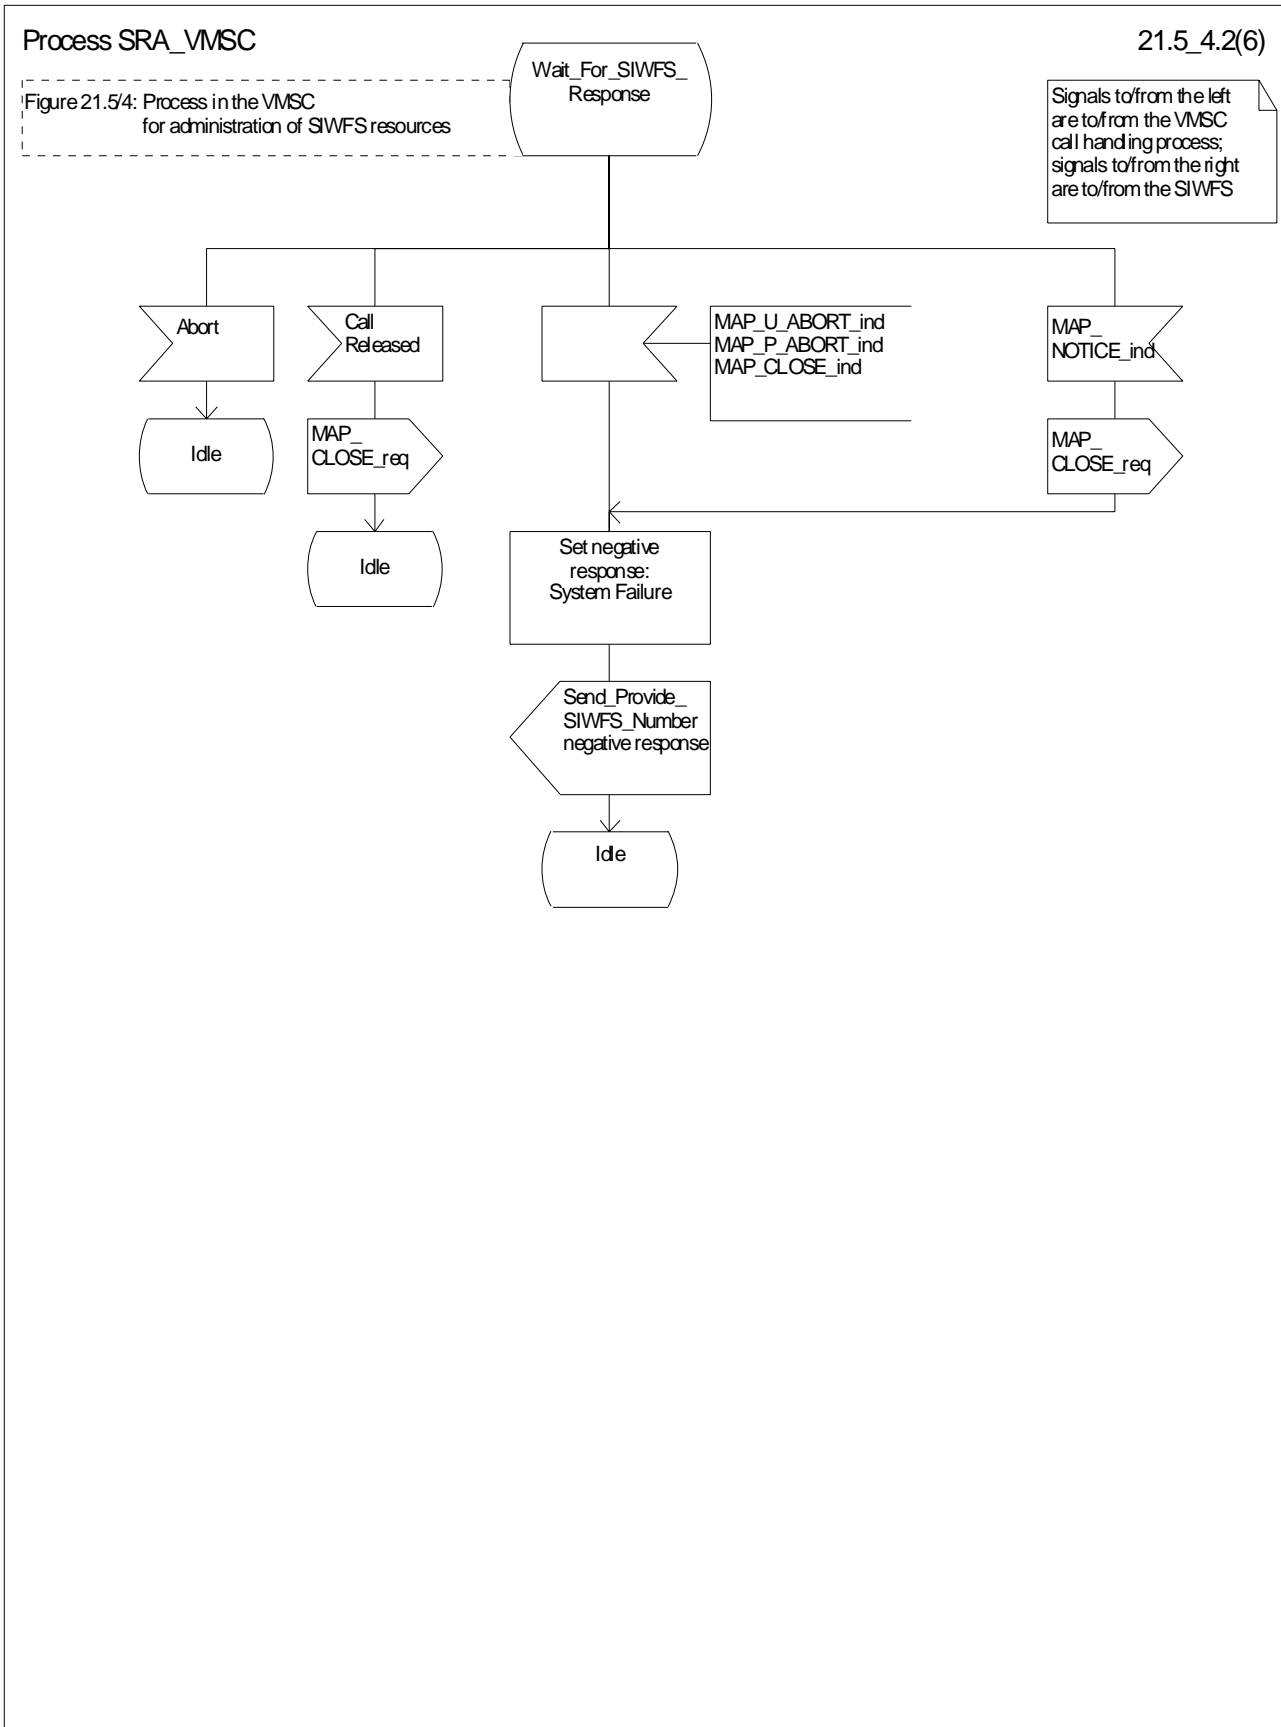 Process SRA_VMSC
21.5_4.2(6)
Figure 21.5/4: Process in the VMSC
for administration of SIWFS resources
Wait_For_SIWFS_
Response
Signals to/from the left
are to/from the VMSC
call handling process;
signals to/from the right
are to/from the SIWFS
Abort
Call
Released
MAP_U_ABORT_ind
MAP_P_ABORT_ind
MAP_CLOSE_ind
MAP_
NOTICE_ind
Idle
MAP_
CLOSE_req
MAP_
CLOSE_req
Idle
Set negative
response:
System Failure
Send_Provide_
SIWFS_Number
negative response
Idle